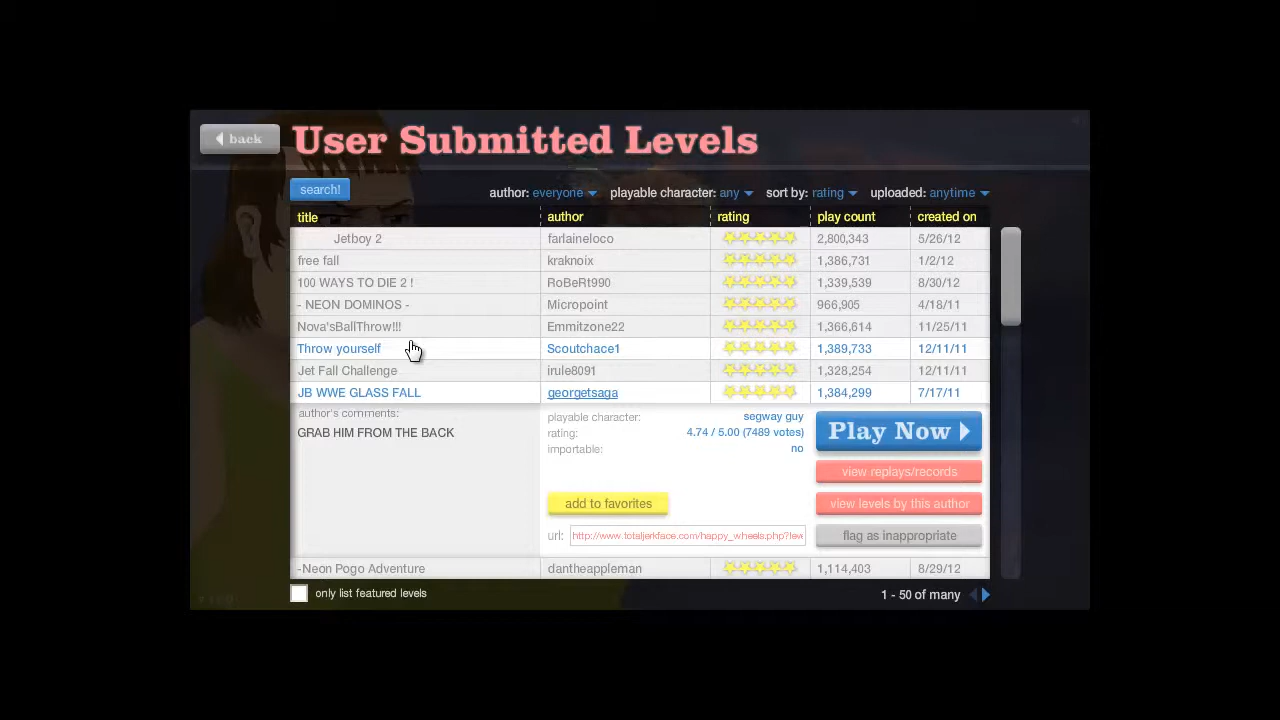 back
User Submitted Levels
search!
author: everyone playable character: any sort by: rating uploaded: anytime
title author rating play count created on
Jetboy 2 farlaineloco 2,800,343 5/26/12
free fall kraknoix 1,386,731 1/2/12
100 WAYS TO DIE 2 ! RoBeRt990 1,339,539 8/30/12
- NEON DOMINOS - Micropoint 966,905 4/18/11
Nova'sBallThrow!!! Emmitzone22 1,366,614 11/25/11
Throw yourself Scoutchace1 1,389,733 12/11/11
Jet Fall Challenge irule8091 1,328,254 12/11/11
JB WWE GLASS FALL georgetsaga 1,384,299 7/17/11
author's comments:
GRAB HIM FROM THE BACK
playable character: segway guy
rating: 4.74 / 5.00 (7489 votes)
importable: no
add to favorites
url: http://www.totaljerkface.com/happy_wheels.php?lev
Play Now
view replays/records
view levels by this author
flag as inappropriate
-Neon Pogo Adventure dantheappleman 1,114,403 8/29/12
only list featured levels
1 - 50 of many